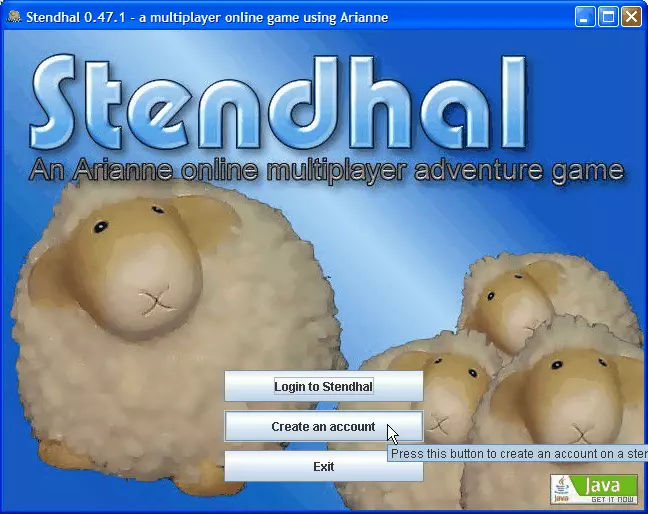 Stendhal 0.47.1 - a multiplayer online game using Arianne
Stendhal
An Arianne online multiplayer adventure game
Login to Stendhal
Create an account
Press this button to create an account on a
Exit
Java
GET IT NOW
Java